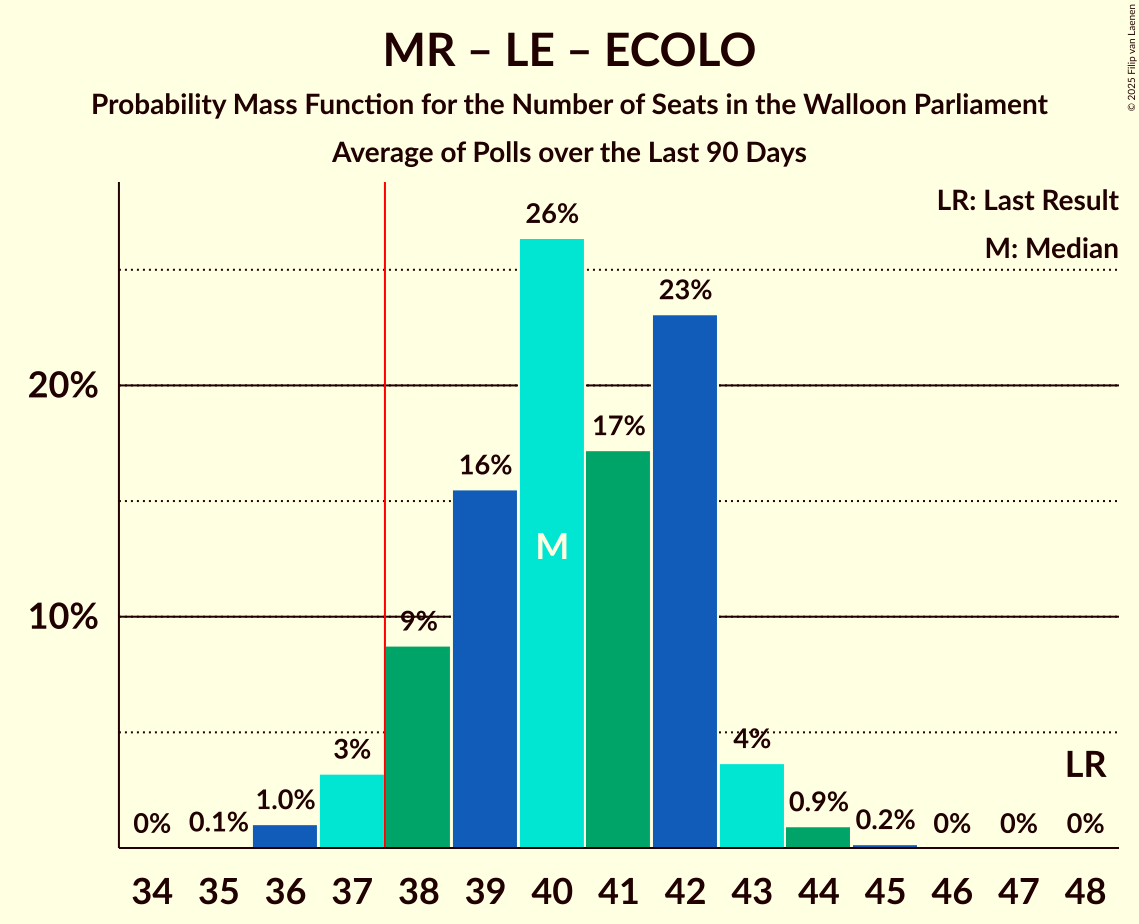 MR – LE – ECOLO
Probability Mass Function for the Number of Seats in the Walloon Parliament
Average of Polls over the Last 90 Days
© 2025 Filip van Laenen
LR: Last Result
M: Median
26%
23%
20%
17%
16%
M
10%
9%
4%
3%
LR
1.0%
0.9%
0% 0.1% 0.2% 0% 0% 0%
34 35 36 37 38 39 40 41 42 43 44 45 46 47 48